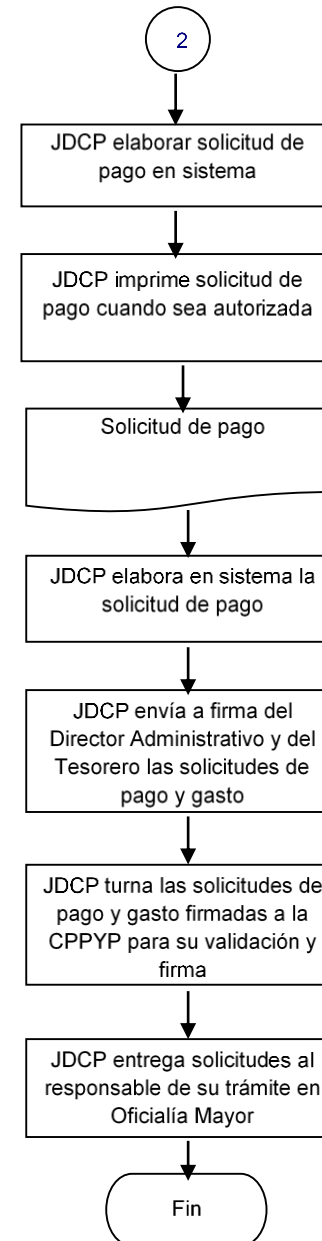 2
JDCP elaborar solicitud de
pago en sistema
JDCP imprime solicitud de
pago cuando sea autorizada
Solicitud de pago
JDCP elabora en sistema la
solicitud de pago
JDCP envía a firma del
Director Administrativo y del
Tesorero las solicitudes de
pago y gasto
JDCP turna las solicitudes de
pago y gasto firmadas a la
CPPYP para su validación y
firma
JDCP entrega solicitudes al
responsable de su trámite en
Oficialía Mayor
Fin